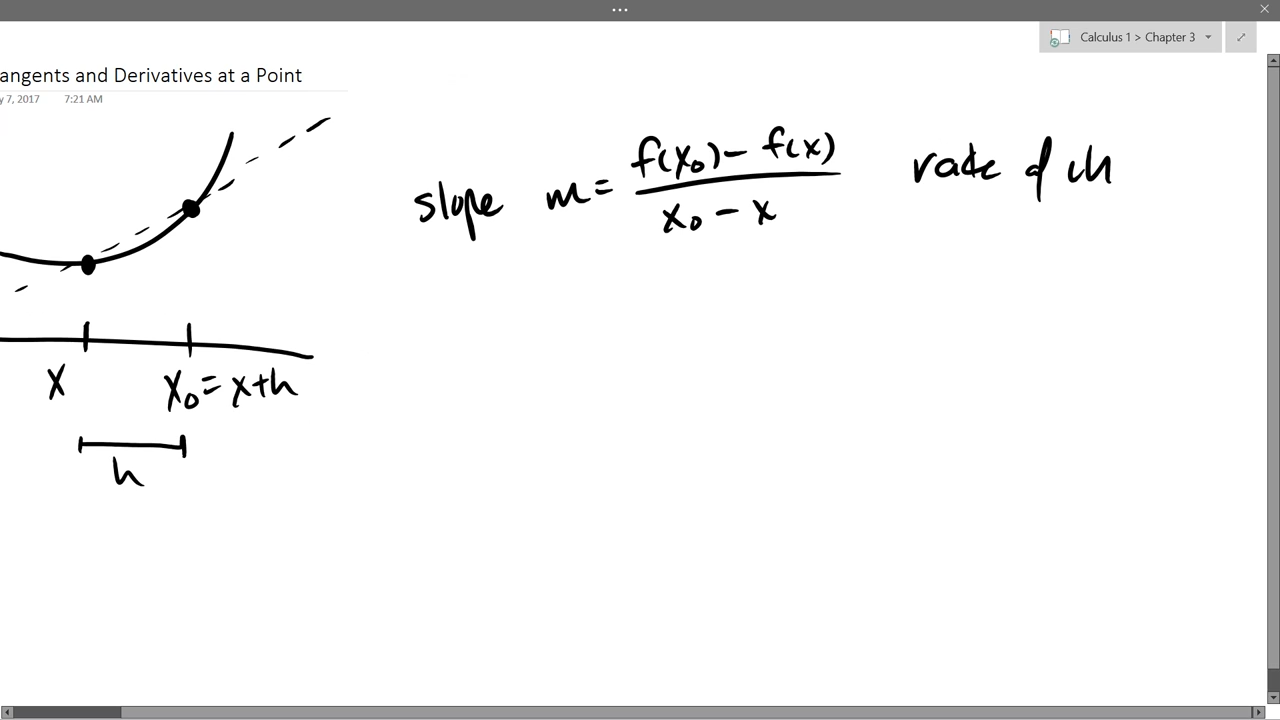 ...
Calculus 1 > Chapter 3
angents and Derivatives at a Point
y 7, 2017 7:21 AM
slope m = \frac{f(x₀) - f(x)}{x₀ - x} rate of ch
x x₀ = x+h
h